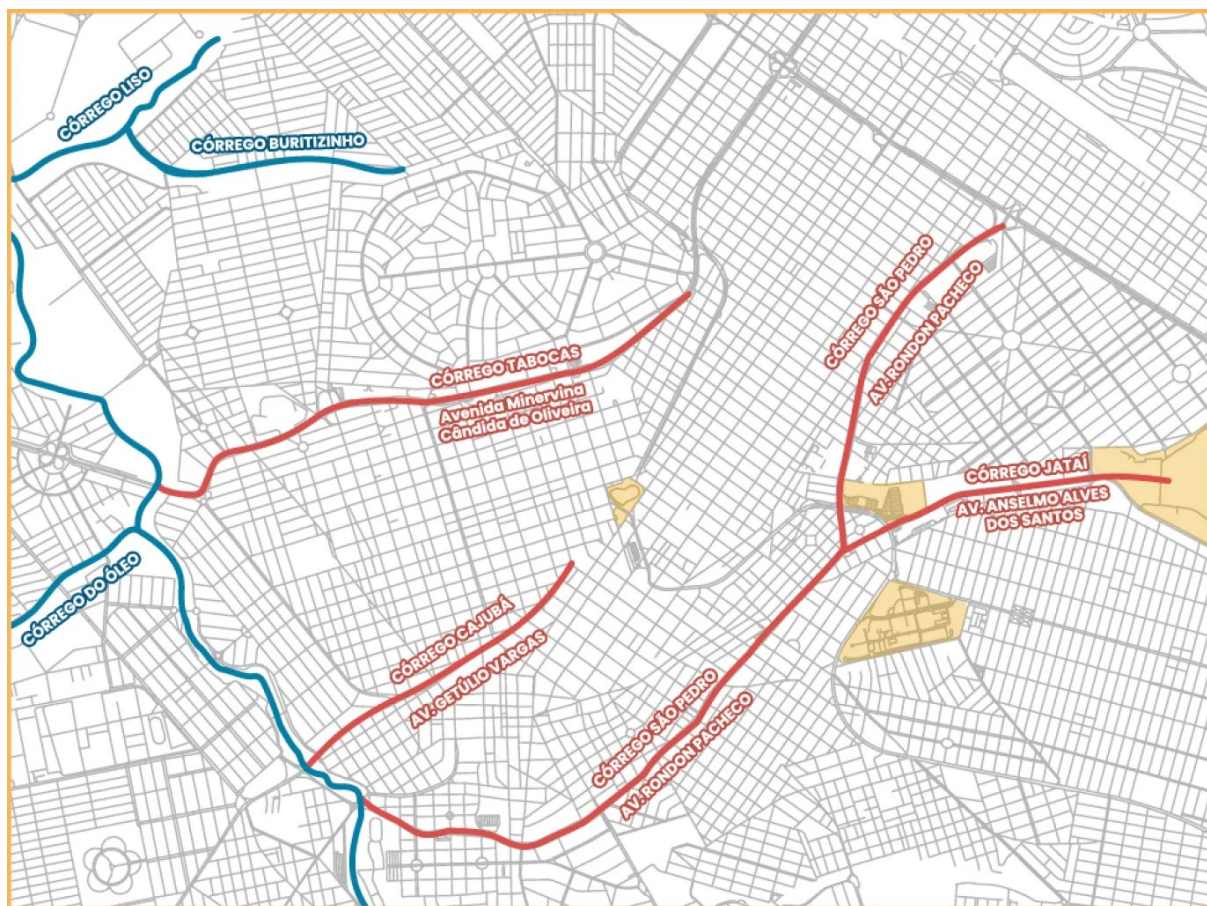 CÓRREGO LISO
CÓRREGO BURITIZINHO
CÓRREGO SÃO PEDRO
AV. RONDON PACHECO
CÓRREGO TABOCAS
Avenida Minervina
Cândida de Oliveira
CÓRREGO JATAÍ
AV. ANSELMO ALVES
DOS SANTOS
CÓRREGO DO ÓLEO
CÓRREGO CAJUBÁ
AV. GETÚLIO VARGAS
CÓRREGO SÃO PEDRO
AV. RONDON PACHECO